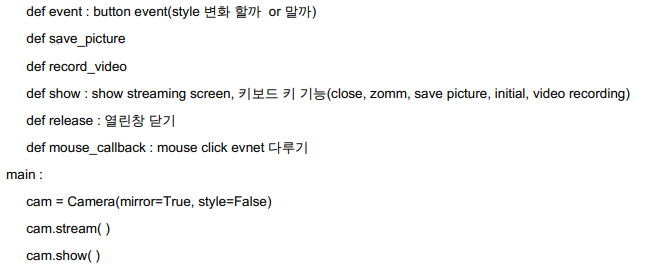 def event : button event(style 변화 할까 or 말까)
def save_picture
def record_video
def show : show streaming screen, 키보드 키 기능(close, zomm, save picture, initial, video recording)
def release : 열린창 닫기
def mouse_callback : mouse click evnet 다루기
main :
cam = Camera(mirror=True, style=False)
cam.stream( )
cam.show( )